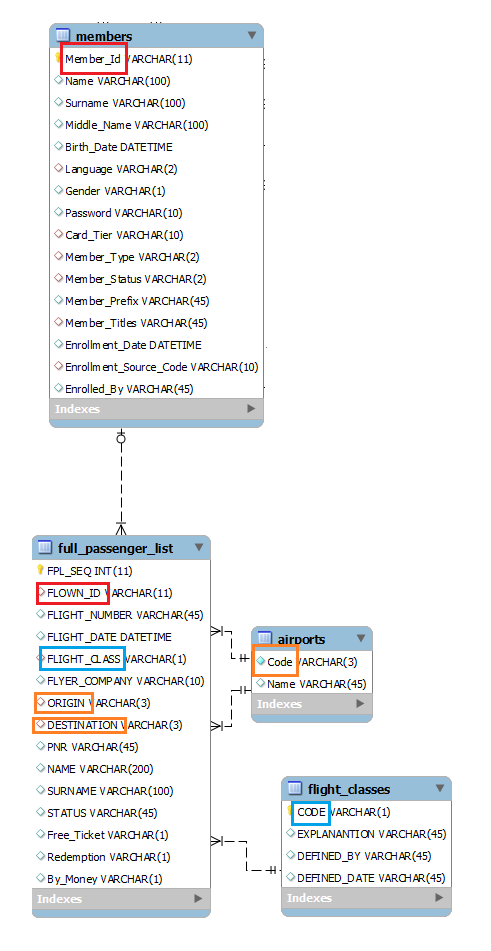 members
Member_Id VARCHAR(11)
Name VARCHAR(100)
Surname VARCHAR(100)
Middle_Name VARCHAR(100)
Birth_Date DATETIME
Language VARCHAR(2)
Gender VARCHAR(1)
Password VARCHAR(10)
Card_Tier VARCHAR(10)
Member_Type VARCHAR(2)
Member_Status VARCHAR(2)
Member_Prefix VARCHAR(45)
Member_Titles VARCHAR(45)
Enrollment_Date DATETIME
Enrollment_Source_Code VARCHAR(10)
Enrolled_By VARCHAR(45)
Indexes
full_passenger_list
FPL_SEQ INT(11)
FLOWN_ID VARCHAR(11)
FLIGHT_NUMBER VARCHAR(45)
FLIGHT_DATE DATETIME
FLIGHT_CLASS VARCHAR(1)
FLYER_COMPANY VARCHAR(10)
ORIGIN VARCHAR(3)
DESTINATION VARCHAR(3)
PNR VARCHAR(45)
NAME VARCHAR(200)
SURNAME VARCHAR(100)
STATUS VARCHAR(45)
Free_Ticket VARCHAR(1)
Redemption VARCHAR(1)
By_Money VARCHAR(1)
Indexes
airports
Code VARCHAR(3)
Name VARCHAR(45)
Indexes
flight_classes
CODE VARCHAR(1)
EXPLANANTION VARCHAR(45)
DEFINED_BY VARCHAR(45)
DEFINED_DATE VARCHAR(45)
Indexes